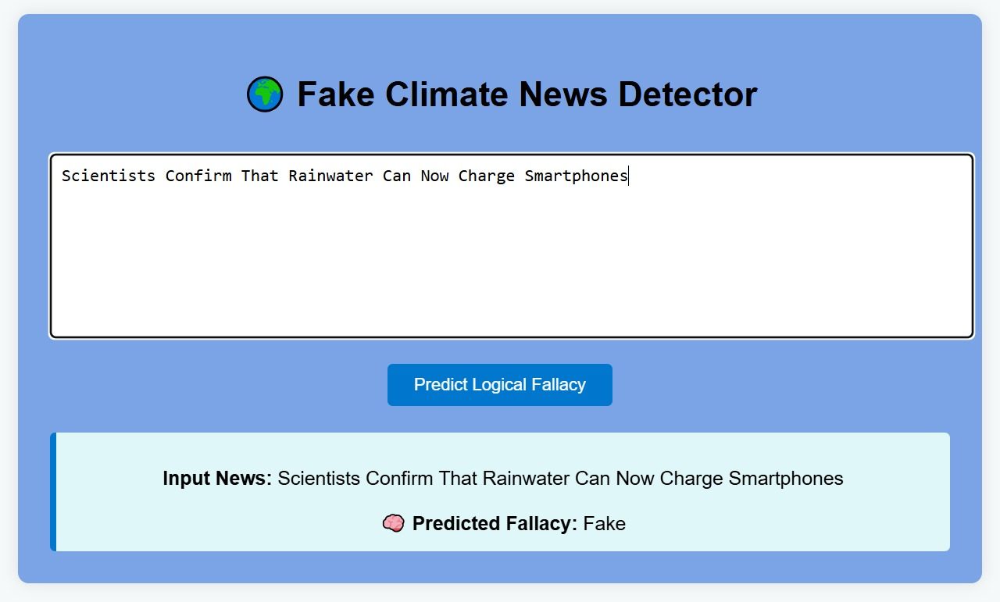 Fake Climate News Detector
Scientists Confirm That Rainwater Can Now Charge Smartphones
Predict Logical Fallacy
Input News: Scientists Confirm That Rainwater Can Now Charge Smartphones
Predicted Fallacy: Fake